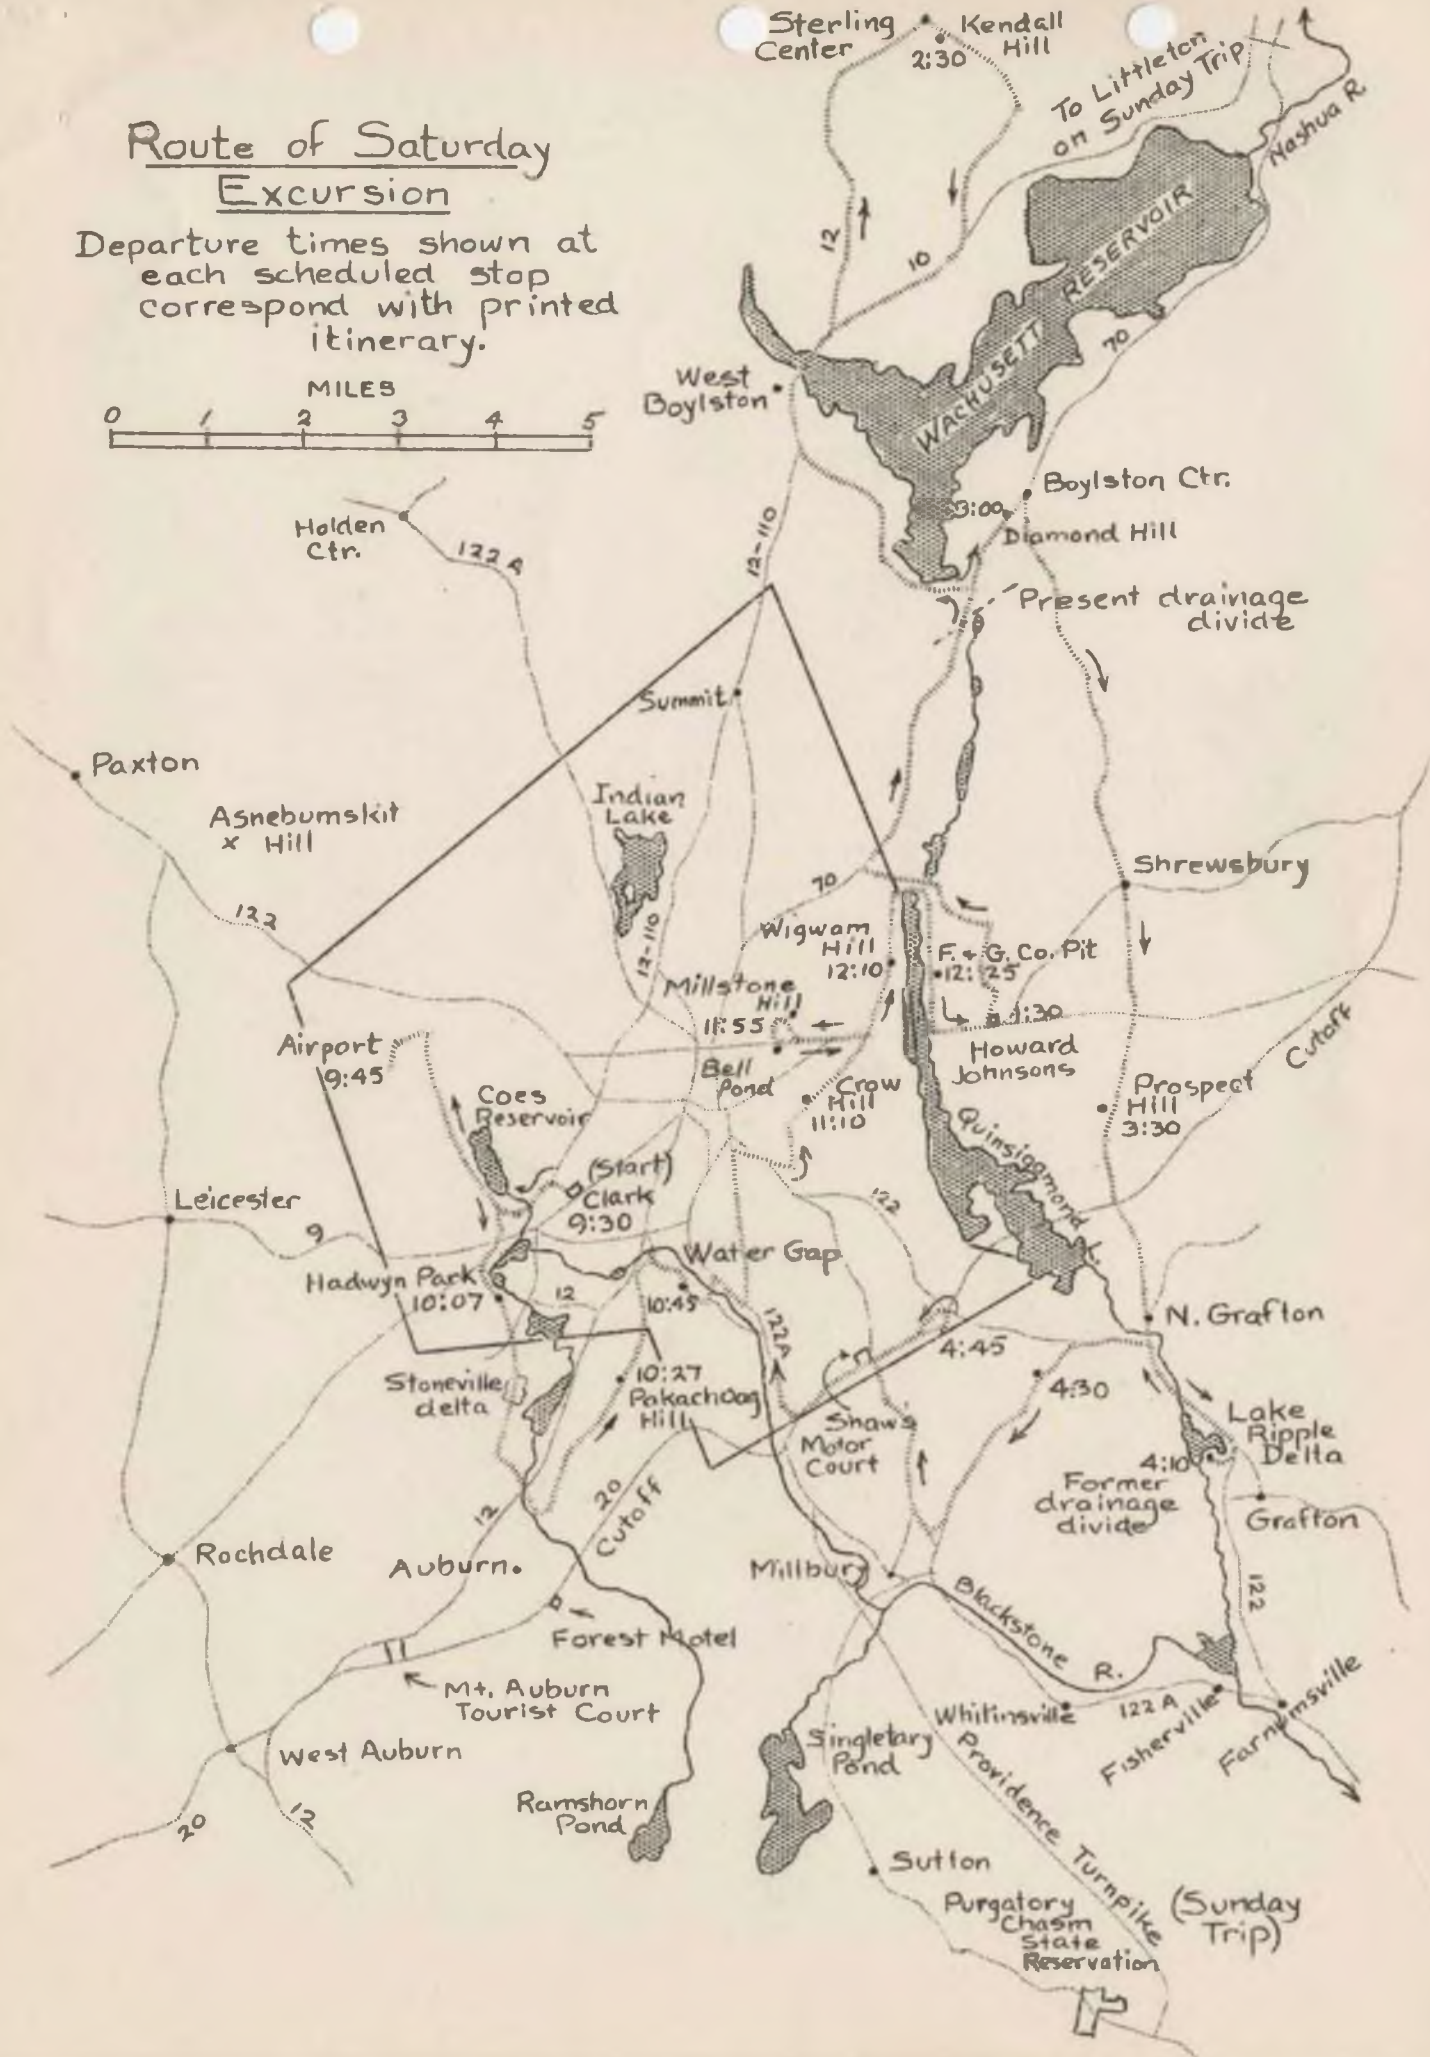 Sterling
Center
Kendall
Hill
2:30
To Littleton
on Sunday Trip
Nashua R.
Route of Saturday
Excursion
Departure times shown at
each scheduled stop
correspond with printed
itinerary.
MILES
0 1 2 3 4 5
12
10
WACHUSETT RESERVOIR
70
West
Boylston
Boylston Ctr.
3:00
Diamond Hill
Holden
Ctr.
122 A
12-110
Present drainage
divide
Summit
Paxton
Asnebumskit
x Hill
Indian
Lake
122
70
Shrewsbury
12-110
Wigwam
Hill
12:10
F. & G. Co. Pit
12:25
Millstone
Hill
11:55
1:30
Howard
Johnsons
Cutoff
Airport
9:45
Bell
Pond
Crow
Hill
11:10
Prospect
Hill
3:30
Coes
Reservoir
Quinsigamond L.
(Start)
Clark
9:30
Leicester
9
122
Water Gap
Hadwyn Park
10:07
12
10:45
122A
N. Grafton
4:45
Stoneville
delta
10:27
Pakachoag
Hill
4:30
Shaw's
Motor
Court
Lake
Ripple
Delta
4:10
Former
drainage
divide
Grafton
20
Cutoff
12
Rochdale
Auburn
Millbury
122
Blackstone R.
Forest Motel
Mt. Auburn
Tourist Court
Whitinsville
122 A
Fisherville
Farnumsville
West Auburn
Singletary
Pond
Providence Turnpike
20
12
Ramshorn
Pond
Sutton
Purgatory
Chasm
State
Reservation
(Sunday
Trip)